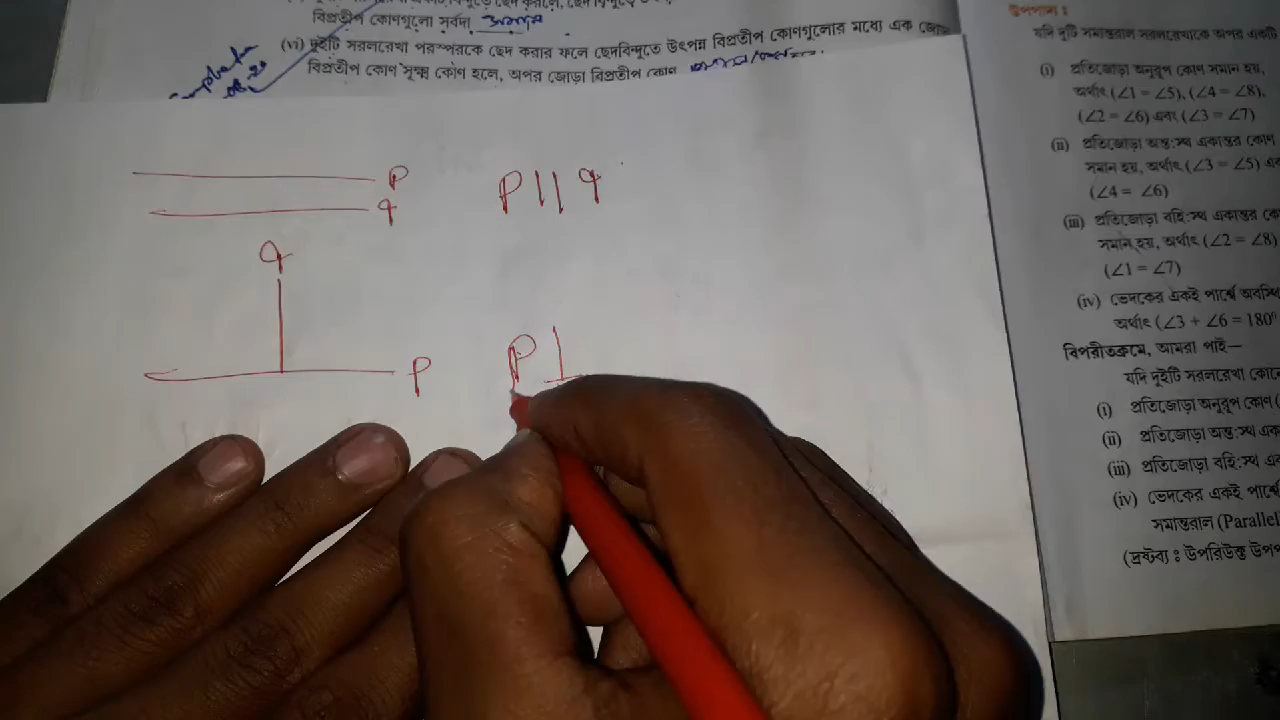 বিপ্রতীপ কোণগুলো সর্বদা
(vi) দুইটি সরলরেখা পরস্পরকে ছেদ করার ফলে ছেদবিন্দুতে উৎপন্ন বিপ্রতীপ কোণগুলোর মধ্যে এক জোড়া
বিপ্রতীপ কোণ সূক্ষ্ম কোণ হলে, অপর জোড়া বিপ্রতীপ কোণ
P
q
P || q
q
P
P ⊥
উপপাদ্য :
যদি দুটি সমান্তরাল সরলরেখাকে অপর একটি
(i) প্রতিজোড়া অনুরূপ কোণ সমান হয়,
অর্থাৎ (∠1 = ∠5), (∠4 = ∠8),
(∠2 = ∠6) এবং (∠3 = ∠7)
(ii) প্রতিজোড়া অন্ত:স্থ একান্তর কোণ
সমান হয়, অর্থাৎ (∠3 = ∠5) এ
(∠4 = ∠6)
(iii) প্রতিজোড়া বহি:স্থ একান্তর কো
সমান হয়, অর্থাৎ (∠2 = ∠8)
(∠1 = ∠7)
(iv) ভেদকের একই পার্শ্বে অবস্থি
অর্থাৎ (∠3 + ∠6 = 180°
বিপরীতক্রমে, আমরা পাই—
যদি দুইটি সরলরেখা কোনো
(i) প্রতিজোড়া অনুরূপ কোণ (
(ii) প্রতিজোড়া অন্ত:স্থ এক
(iii) প্রতিজোড়া বহি:স্থ এ
(iv) ভেদকের একই পার্শ্বে
সমান্তরাল (Parallel
(দ্রষ্টব্য : উপরিউক্ত উপ